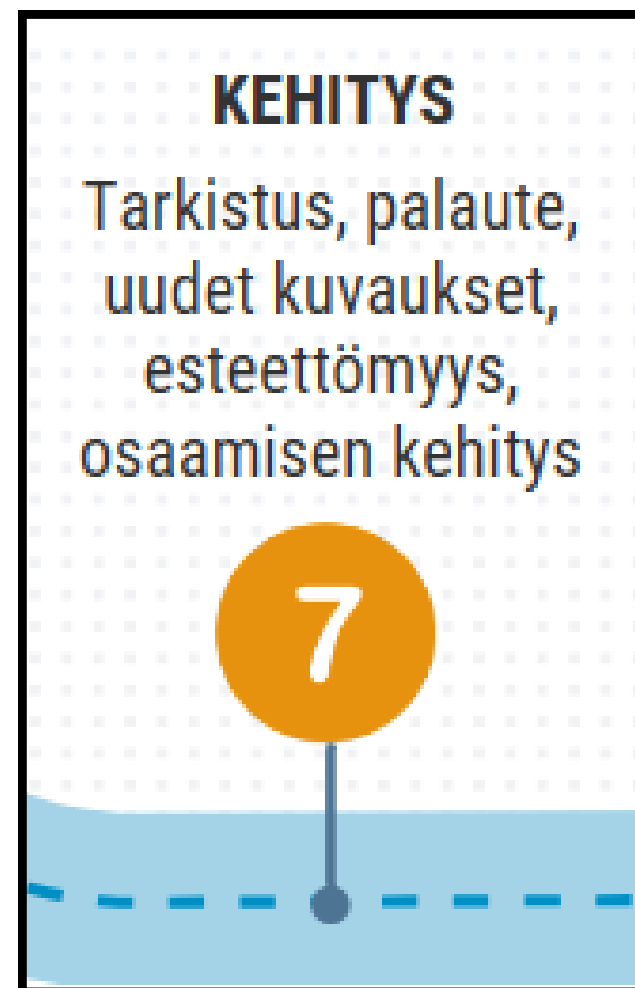 KEHITYS
Tarkistus, palaute,
uudet kuvaukset,
esteettömyys,
osaamisen kehitys
7